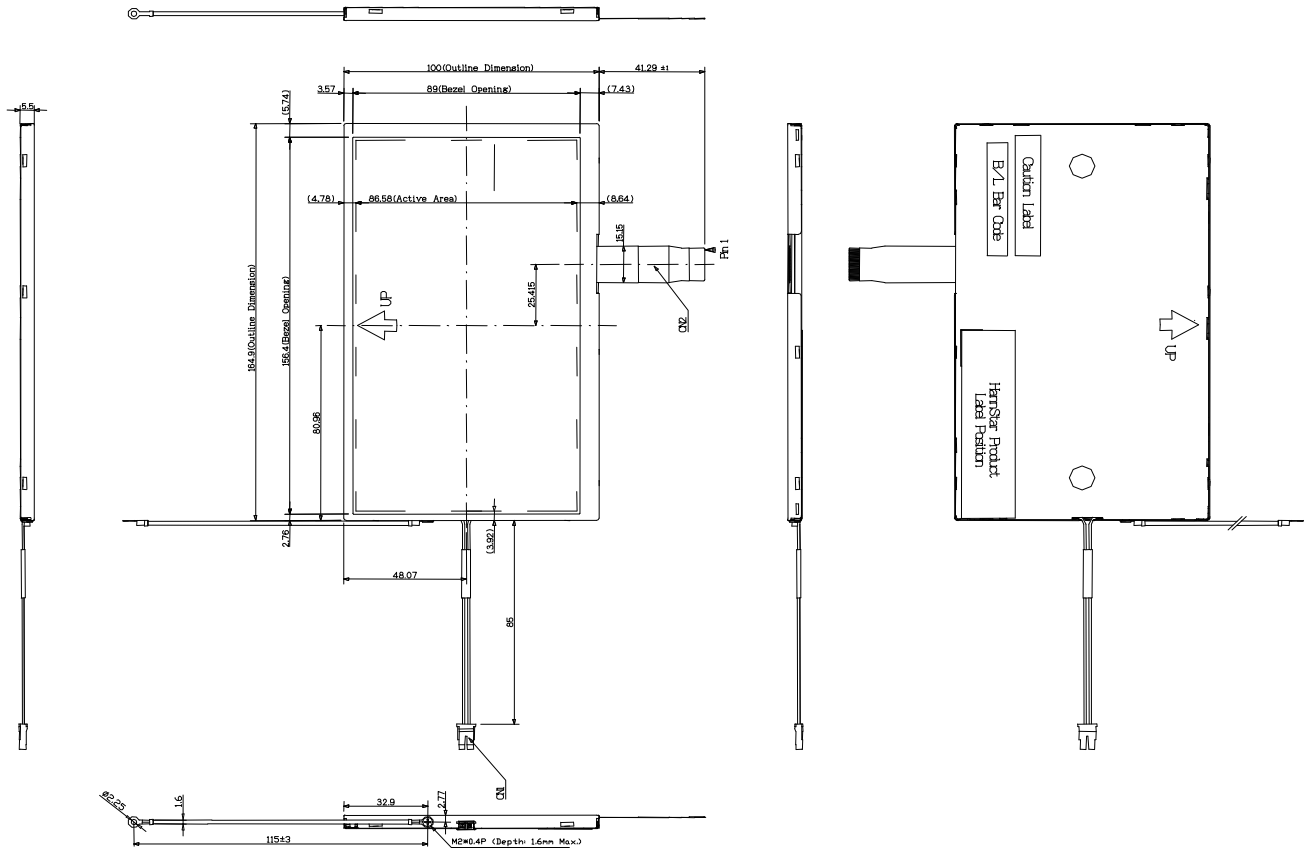 100(Outline Dimension)
41.29 ±1
3.57
89(Bezel Opening)
(7.43)
5.5
(5.74)
(4.78)
86.58(Active Area)
(8.64)
15.15
Pin 1
25.415
CN2
UP
164.9(Outline Dimension)
156.4(Bezel Opening)
80.96
2.76
(3.92)
48.07
85
CN1
Caution Label
B/L Bar Code
UP
HannStar Product
Label Position
ø2.25
1.6
32.9
2.77
115±3
M2*0.4P (Depth: 1.6mm Max.)